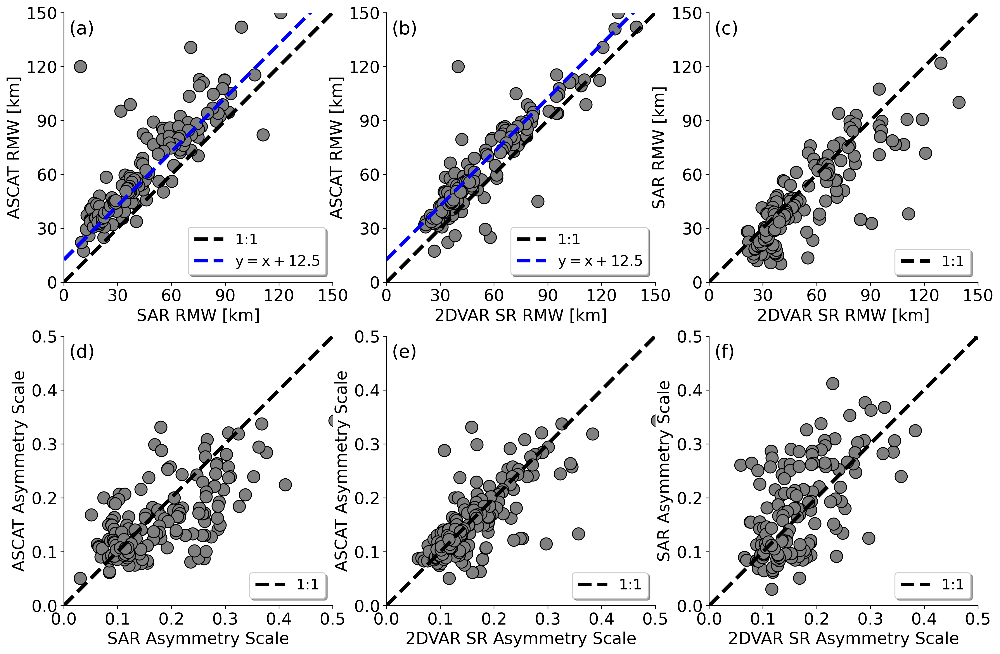 (a)
150
120
90
60
30
0
ASCAT RMW [km]
0 30 60 90 120 150
SAR RMW [km]
1:1
y = x + 12.5
(b)
150
120
90
60
30
0
ASCAT RMW [km]
0 30 60 90 120 150
2DVAR SR RMW [km]
1:1
y = x + 12.5
(c)
150
120
90
60
30
0
SAR RMW [km]
0 30 60 90 120 150
2DVAR SR RMW [km]
1:1
(d)
0.5
0.4
0.3
0.2
0.1
0.0
ASCAT Asymmetry Scale
0.0 0.1 0.2 0.3 0.4 0.5
SAR Asymmetry Scale
1:1
(e)
0.5
0.4
0.3
0.2
0.1
0.0
ASCAT Asymmetry Scale
0.0 0.1 0.2 0.3 0.4 0.5
2DVAR SR Asymmetry Scale
1:1
(f)
0.5
0.4
0.3
0.2
0.1
0.0
SAR Asymmetry Scale
0.0 0.1 0.2 0.3 0.4 0.5
2DVAR SR Asymmetry Scale
1:1